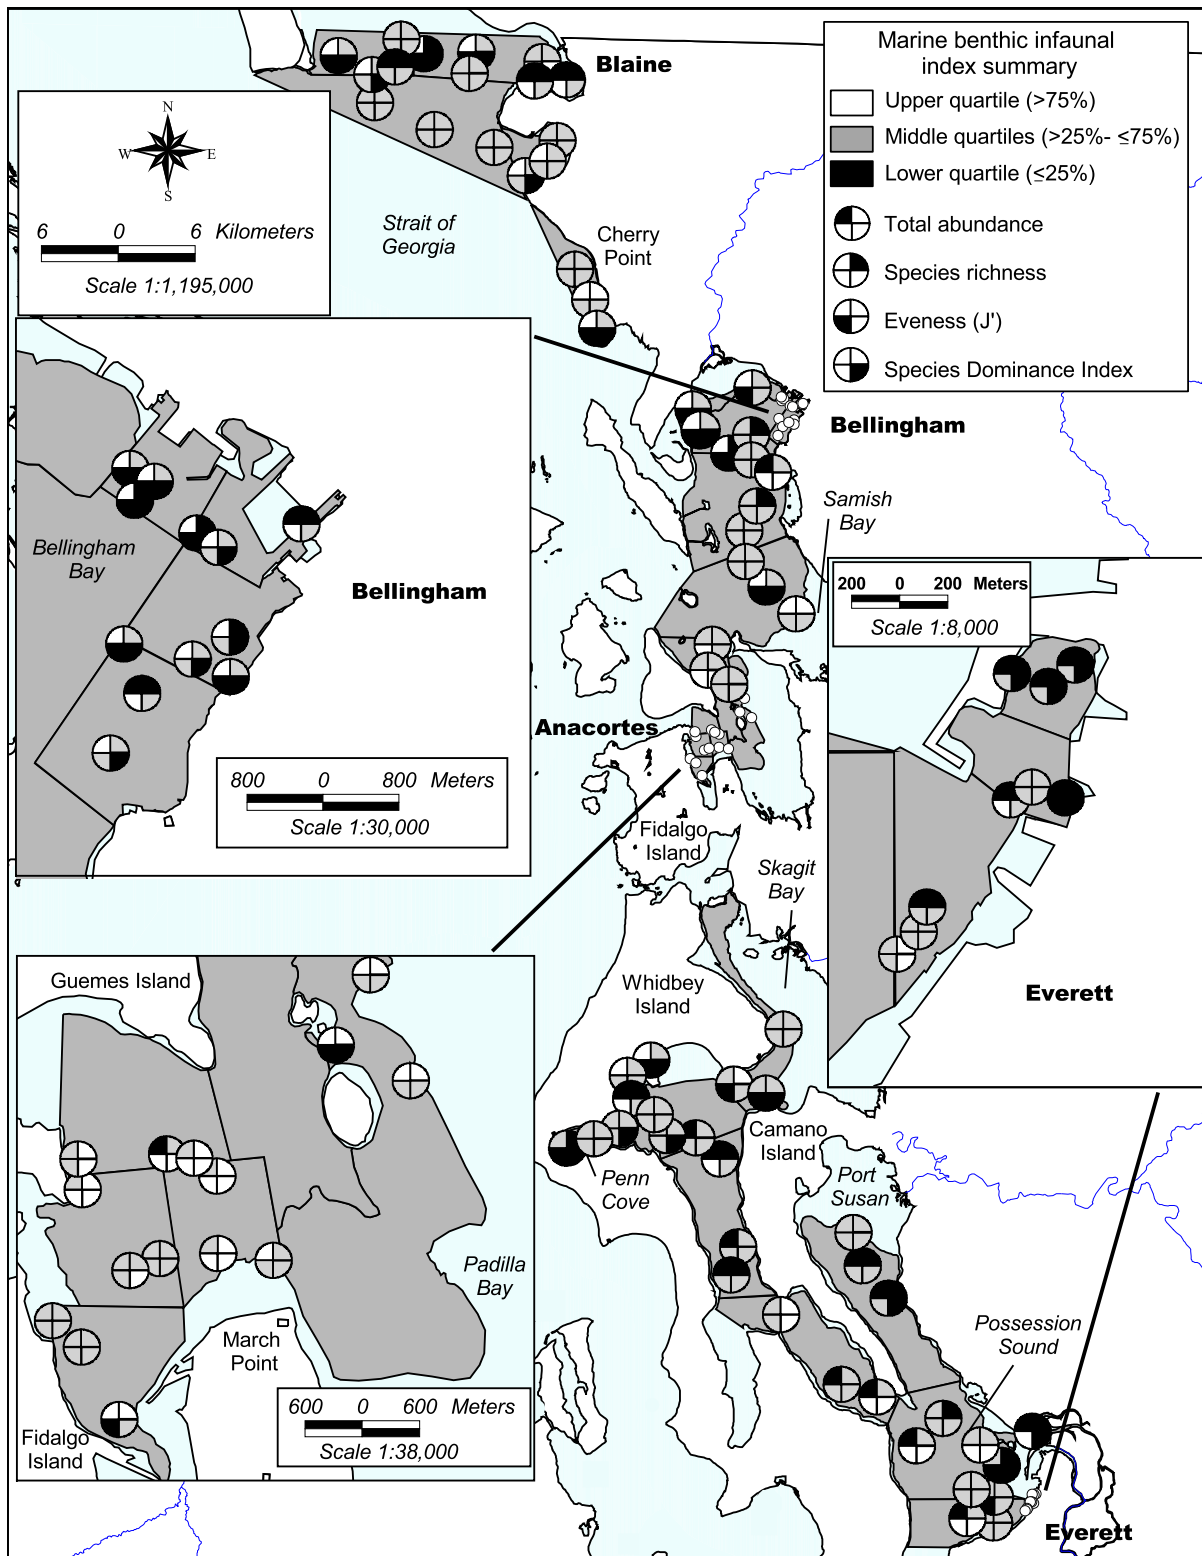 Marine benthic infaunal
index summary
Upper quartile (>75%)
Middle quartiles (>25%- ≤75%)
Lower quartile (≤25%)
Total abundance
Species richness
Eveness (J')
Species Dominance Index
Blaine
N
W E
S
6 0 6 Kilometers
Scale 1:1,195,000
Strait of
Georgia
Cherry
Point
Bellingham
Samish
Bay
Bellingham
Bay
Bellingham
800 0 800 Meters
Scale 1:30,000
200 0 200 Meters
Scale 1:8,000
Everett
Anacortes
Fidalgo
Island
Skagit
Bay
Whidbey
Island
Guemes Island
Padilla
Bay
March
Point
Fidalgo
Island
600 0 600 Meters
Scale 1:38,000
Penn
Cove
Camano
Island
Port
Susan
Possession
Sound
Everett